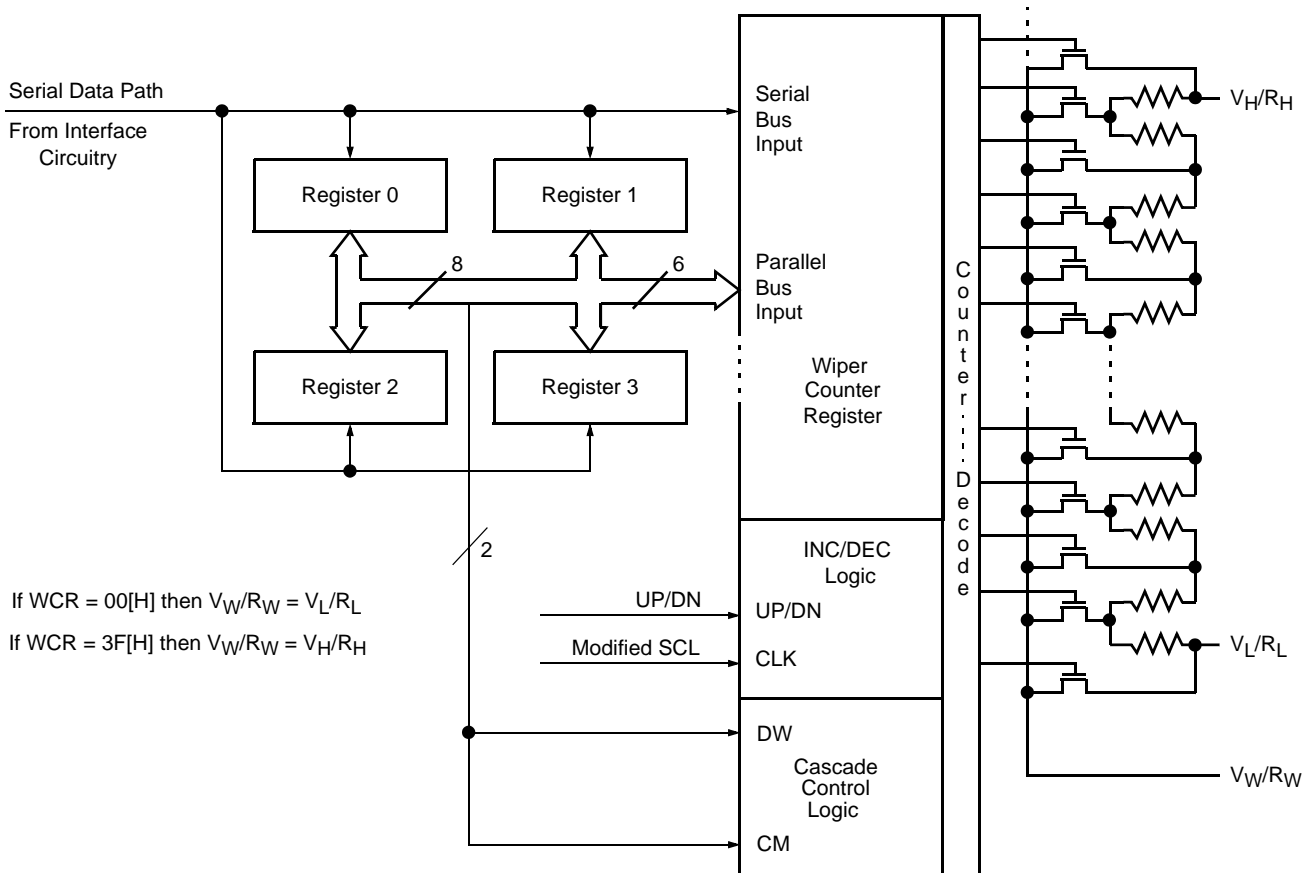 Serial Data Path
From Interface
Circuitry
Register 0
Register 1
8
6
Register 2
Register 3
2
If WCR = 00[H] then VW/RW = VL/RL
If WCR = 3F[H] then VW/RW = VH/RH
UP/DN
Modified SCL
Serial
Bus
Input
Parallel
Bus
Input
Wiper
Counter
Register
INC/DEC
Logic
UP/DN
CLK
DW
Cascade
Control
Logic
CM
Counter
Decode
VH/RH
VL/RL
VW/RW